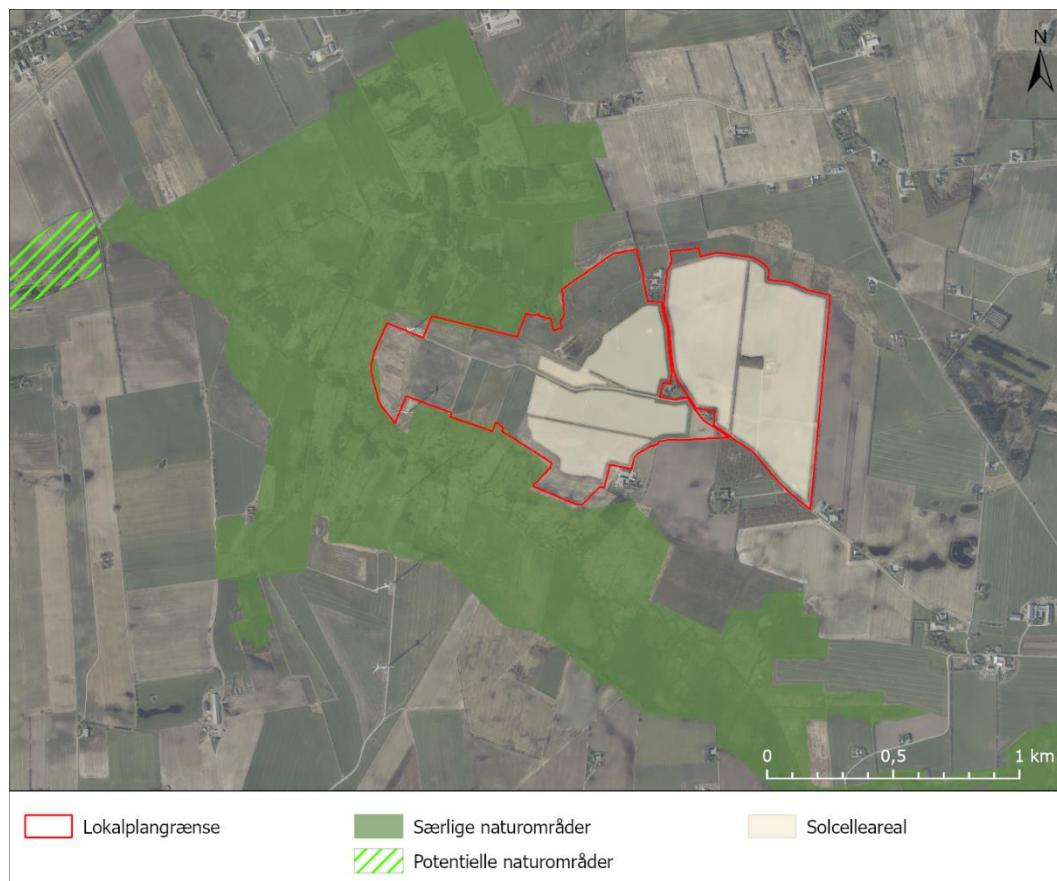 N
0 0,5 1 km
Lokalplangrænse
Særlige naturområder
Solcelleareal
Potentielle naturområder